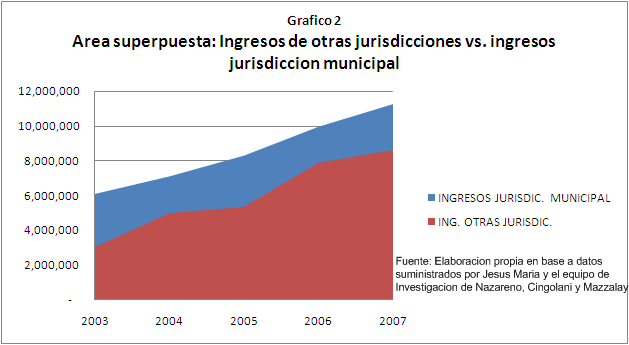 Grafico 2
Area superpuesta: Ingresos de otras jurisdicciones vs. ingresos
jurisdiccion municipal
12,000,000
10,000,000
8,000,000
6,000,000
4,000,000
2,000,000
-
2003 2004 2005 2006 2007
INGRESOS JURISDIC. MUNICIPAL
ING. OTRAS JURISDIC.
Fuente: Elaboracion propia en base a datos
suministrados por Jesus Maria y el equipo de
Investigacion de Nazareno, Cingolani y Mazzalay